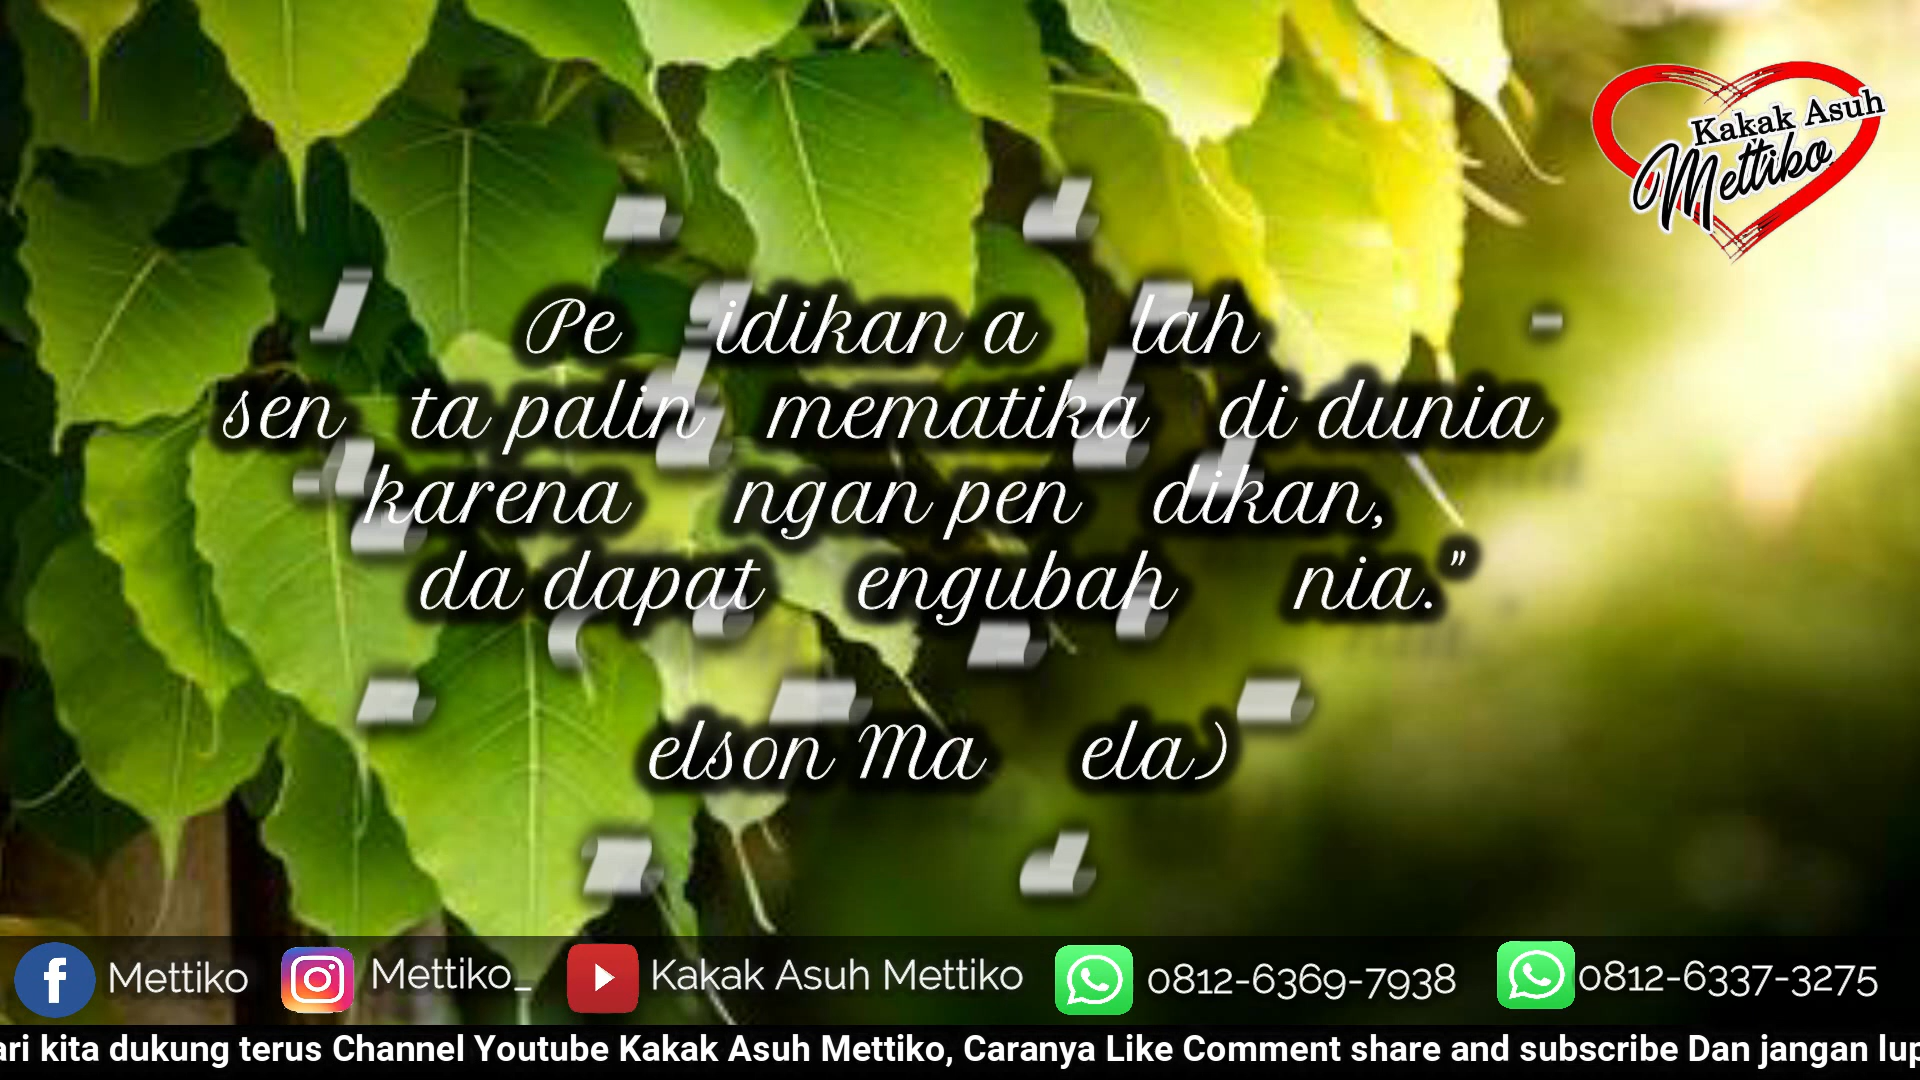 Kakak Asuh
Mettiko
Pe idikan a lah
sen ta palin mematika di dunia
karena ngan pen dikan,
da dapat engubah nia."
elson Ma ela)
Mettiko
Mettiko_
Kakak Asuh Mettiko
0812-6369-7938
0812-6337-3275
ari kita dukung terus Channel Youtube Kakak Asuh Mettiko, Caranya Like Comment share and subscribe Dan jangan lup